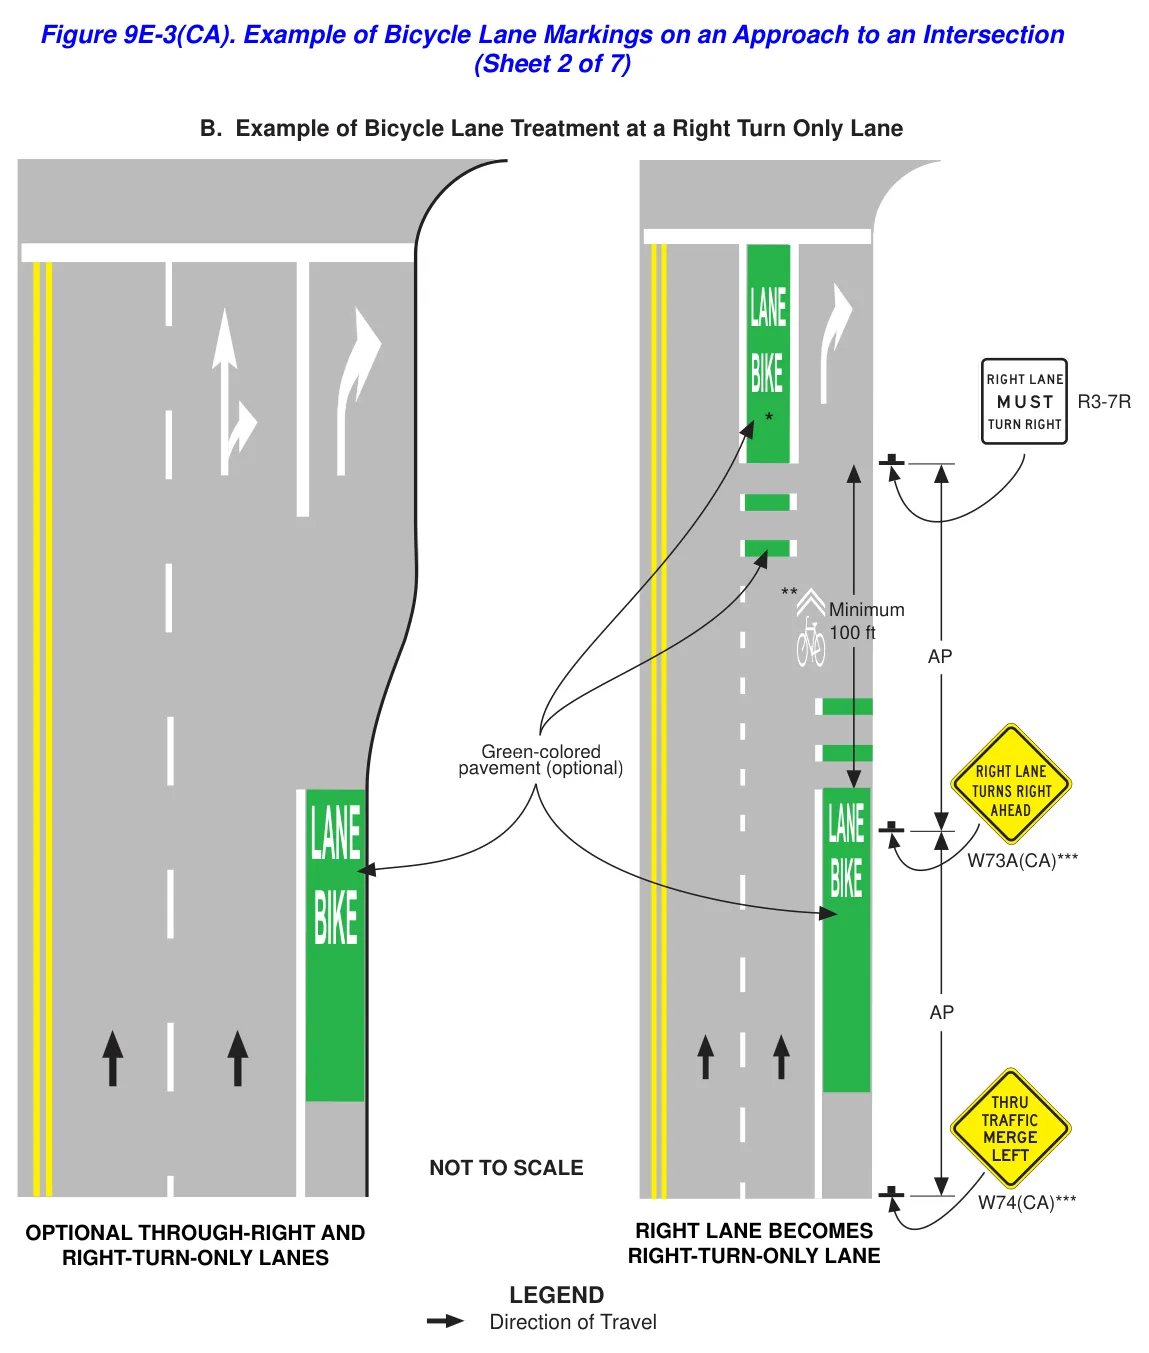 Figure 9E-3(CA). Example of Bicycle Lane Markings on an Approach to an Intersection
(Sheet 2 of 7)
B. Example of Bicycle Lane Treatment at a Right Turn Only Lane
LANE
BIKE
*
RIGHT LANE
MUST
TURN RIGHT
R3-7R
**
Minimum
100 ft
AP
Green-colored
pavement (optional)
RIGHT LANE
TURNS RIGHT
AHEAD
W73A(CA)***
LANE
BIKE
LANE
BIKE
AP
THRU
TRAFFIC
MERGE
LEFT
W74(CA)***
NOT TO SCALE
OPTIONAL THROUGH-RIGHT AND
RIGHT-TURN-ONLY LANES
RIGHT LANE BECOMES
RIGHT-TURN-ONLY LANE
LEGEND
Direction of Travel